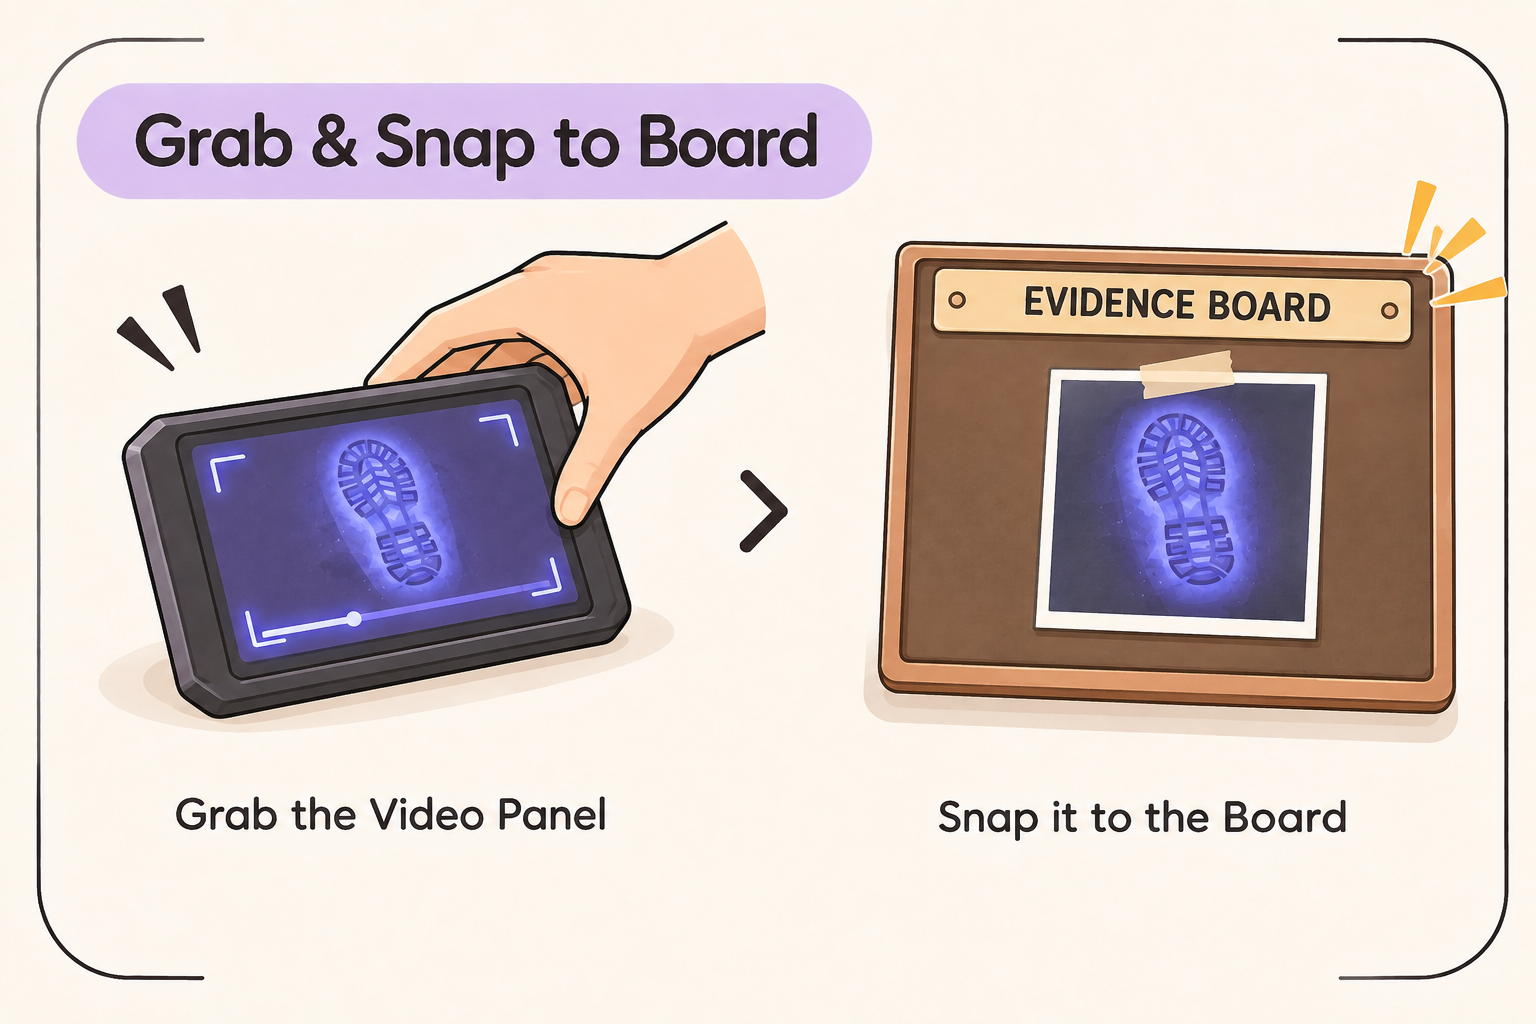 Grab & Snap to Board
EVIDENCE BOARD
Grab the Video Panel
Snap it to the Board